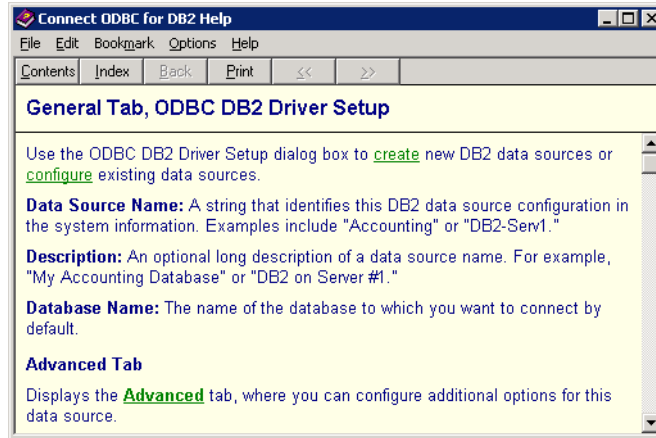 Connect ODBC for DB2 Help
File Edit Bookmark Options Help
Contents Index Back Print << >>
General Tab, ODBC DB2 Driver Setup
Use the ODBC DB2 Driver Setup dialog box to create new DB2 data sources or
configure existing data sources.
Data Source Name: A string that identifies this DB2 data source configuration in
the system information. Examples include "Accounting" or "DB2-Serv1."
Description: An optional long description of a data source name. For example,
"My Accounting Database" or "DB2 on Server #1."
Database Name: The name of the database to which you want to connect by
default.
Advanced Tab
Displays the Advanced tab, where you can configure additional options for this
data source.